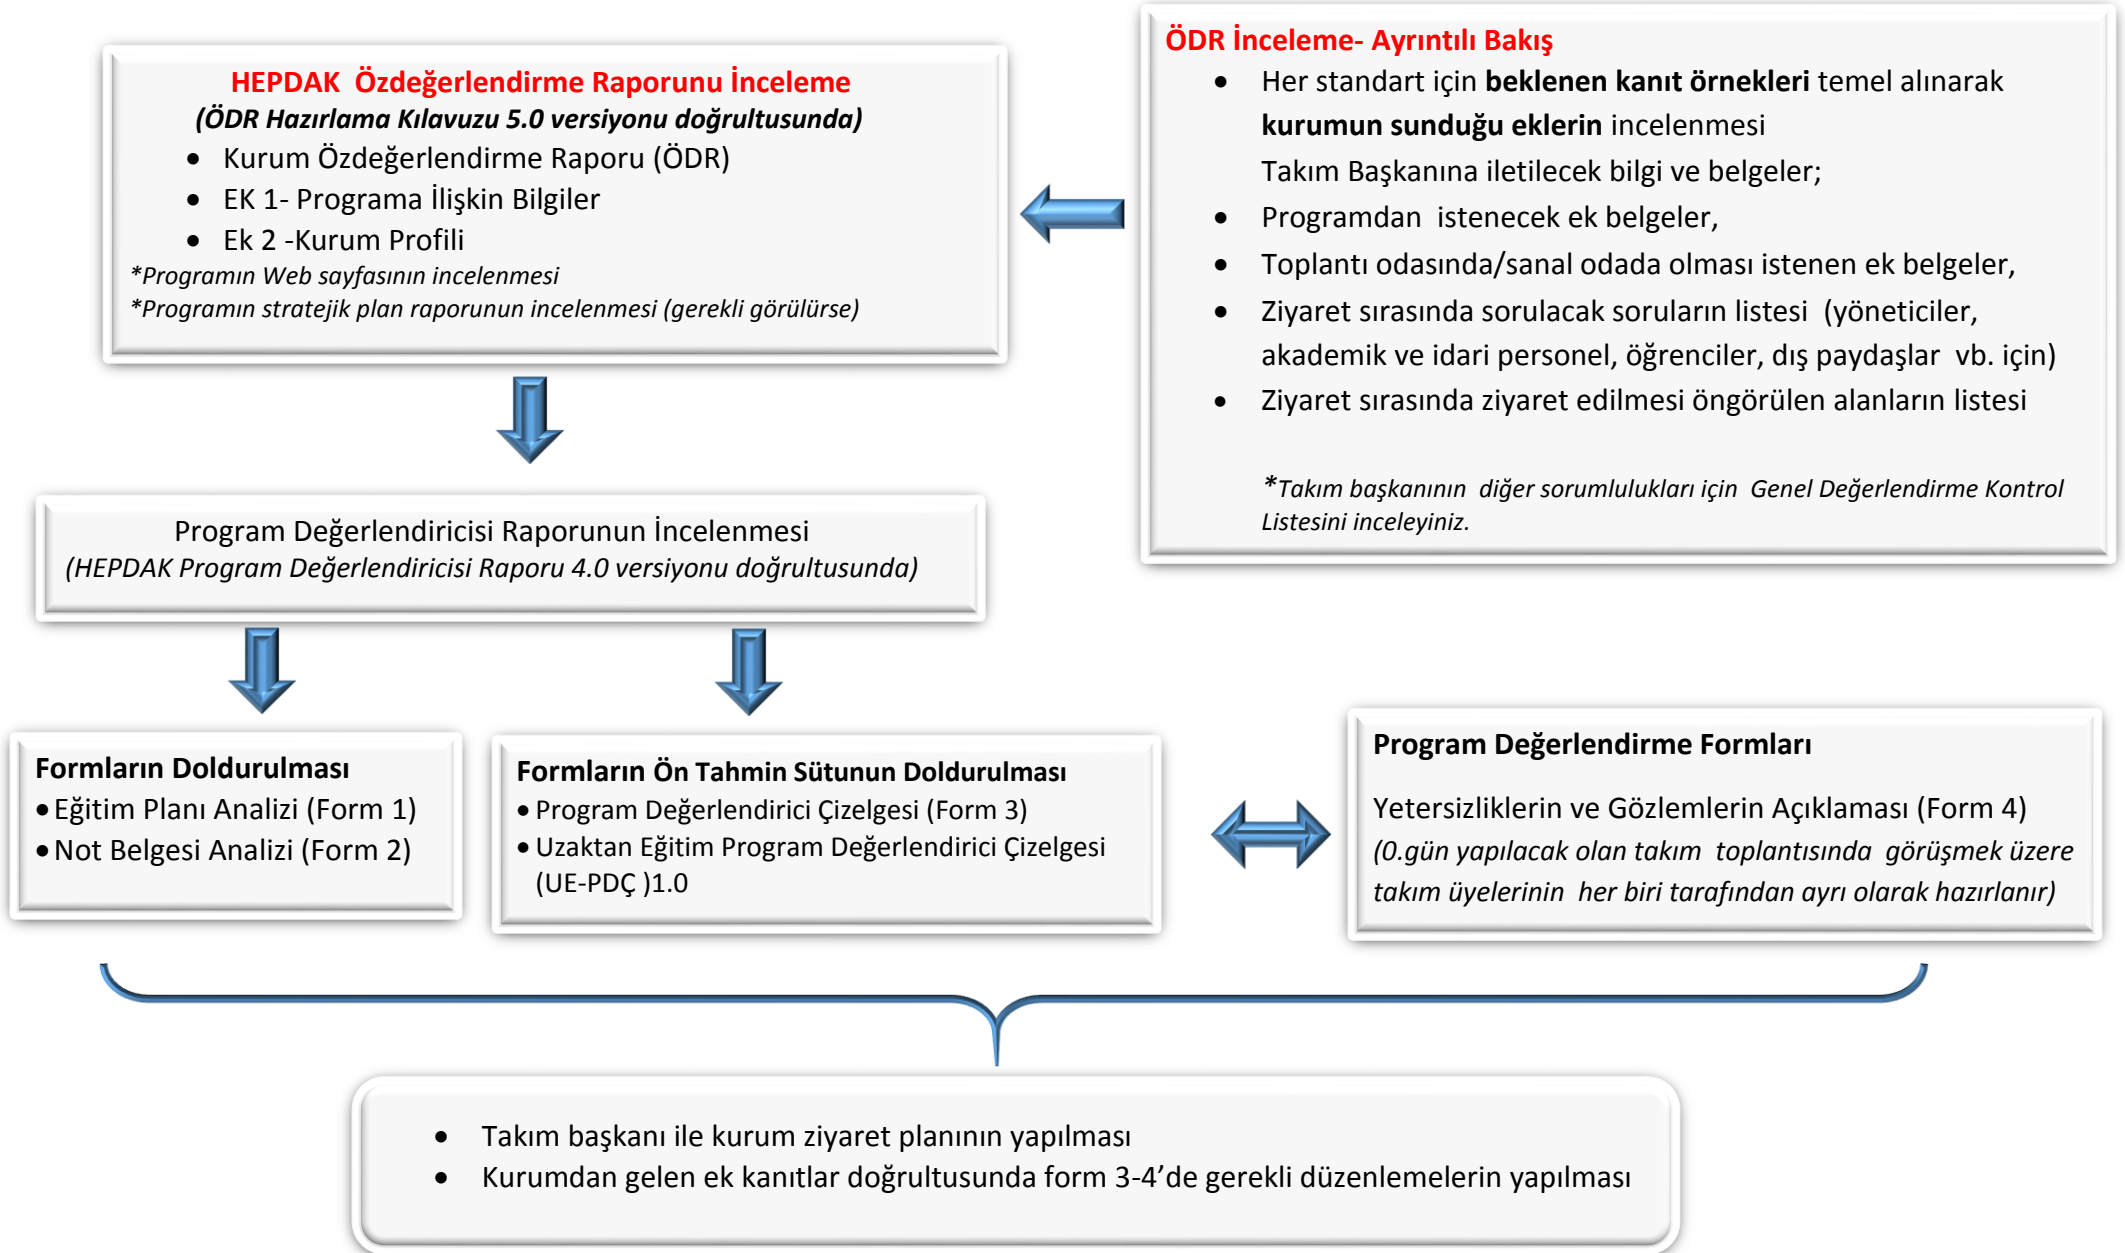 HEPDAK Özdeğerlendirme Raporunu İnceleme
(ÖDR Hazırlama Kılavuzu 5.0 versiyonu doğrultusunda)
• Kurum Özdeğerlendirme Raporu (ÖDR)
• EK 1- Programa İlişkin Bilgiler
• Ek 2 -Kurum Profili
*Programın Web sayfasının incelenmesi
*Programın stratejik plan raporunun incelenmesi (gerekli görülürse)
ÖDR İnceleme- Ayrıntılı Bakış
• Her standart için beklenen kanıt örnekleri temel alınarak
kurumun sunduğu eklerin incelenmesi
Takım Başkanına iletilecek bilgi ve belgeler;
• Programdan istenecek ek belgeler,
• Toplantı odasında/sanal odada olması istenen ek belgeler,
• Ziyaret sırasında sorulacak soruların listesi (yöneticiler,
akademik ve idari personel, öğrenciler, dış paydaşlar vb. için)
• Ziyaret sırasında ziyaret edilmesi öngörülen alanların listesi
*Takım başkanının diğer sorumlulukları için Genel Değerlendirme Kontrol
Listesini inceleyiniz.
Program Değerlendiricisi Raporunun İncelenmesi
(HEPDAK Program Değerlendiricisi Raporu 4.0 versiyonu doğrultusunda)
Formların Doldurulması
• Eğitim Planı Analizi (Form 1)
• Not Belgesi Analizi (Form 2)
Formların Ön Tahmin Sütunun Doldurulması
• Program Değerlendirici Çizelgesi (Form 3)
• Uzaktan Eğitim Program Değerlendirici Çizelgesi
(UE-PDÇ )1.0
Program Değerlendirme Formları
Yetersizliklerin ve Gözlemlerin Açıklaması (Form 4)
(0.gün yapılacak olan takım toplantısında görüşmek üzere
takım üyelerinin her biri tarafından ayrı olarak hazırlanır)
• Takım başkanı ile kurum ziyaret planının yapılması
• Kurumdan gelen ek kanıtlar doğrultusunda form 3-4’de gerekli düzenlemelerin yapılması